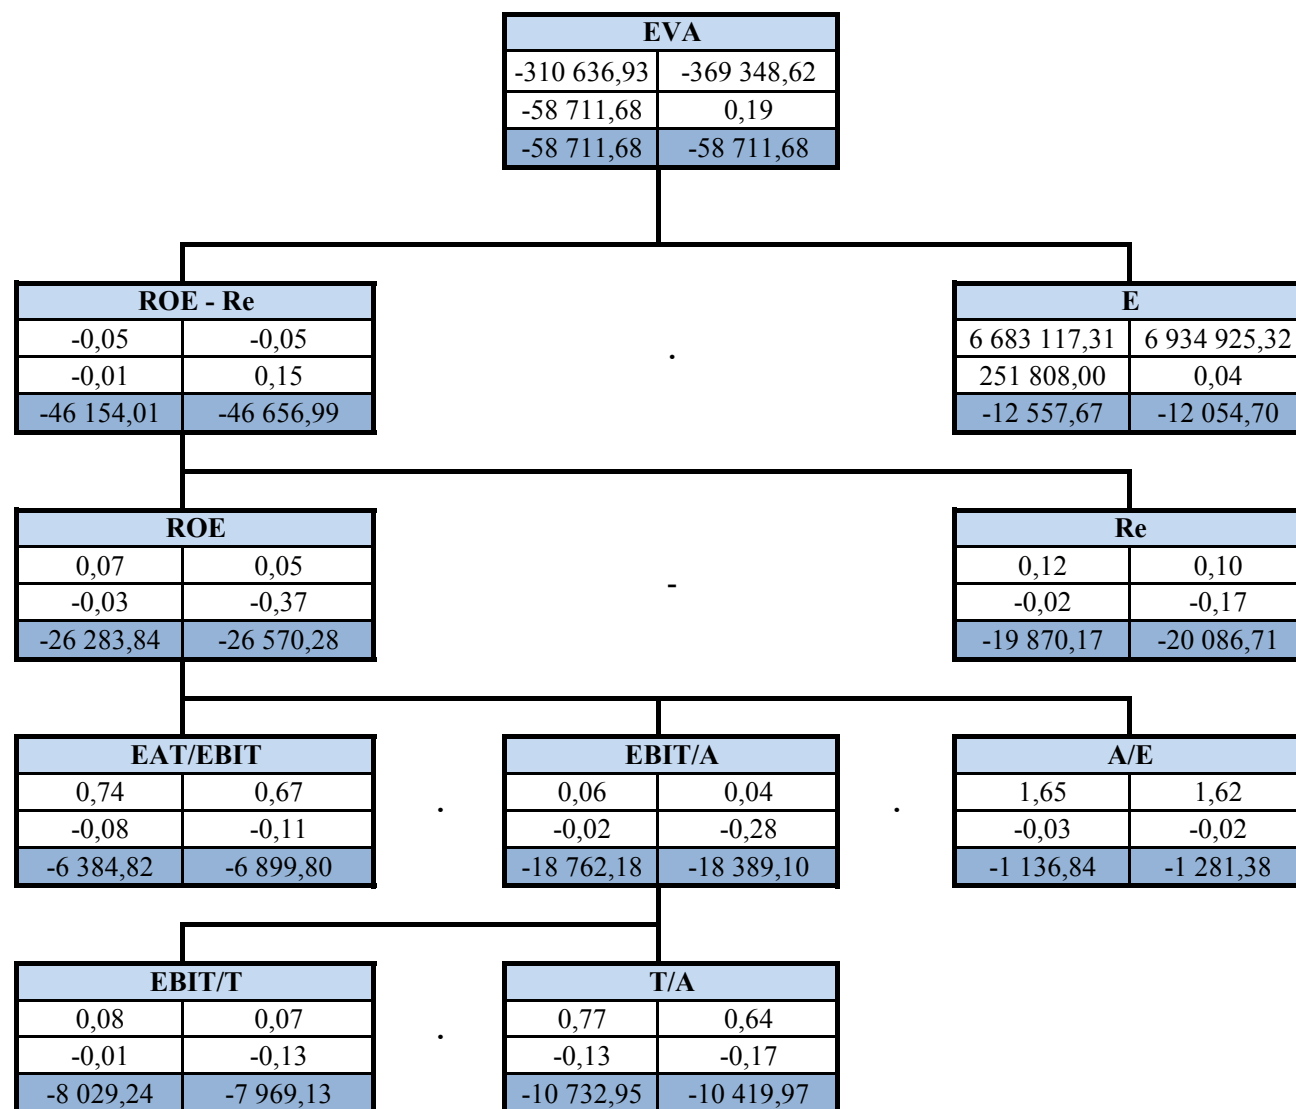 EVA
-310 636,93 -369 348,62
-58 711,68 0,19
-58 711,68 -58 711,68
ROE - Re E
-0,05 -0,05 . 6 683 117,31 6 934 925,32
-0,01 0,15 251 808,00 0,04
-46 154,01 -46 656,99 -12 557,67 -12 054,70
ROE Re
0,07 0,05 0,12 0,10
-0,03 -0,37 - -0,02 -0,17
-26 283,84 -26 570,28 -19 870,17 -20 086,71
EAT/EBIT EBIT/A A/E
0,74 0,67 . 0,06 0,04 . 1,65 1,62
-0,08 -0,11 -0,02 -0,28 -0,03 -0,02
-6 384,82 -6 899,80 -18 762,18 -18 389,10 -1 136,84 -1 281,38
EBIT/T T/A
0,08 0,07 . 0,77 0,64
-0,01 -0,13 -0,13 -0,17
-8 029,24 -7 969,13 -10 732,95 -10 419,97